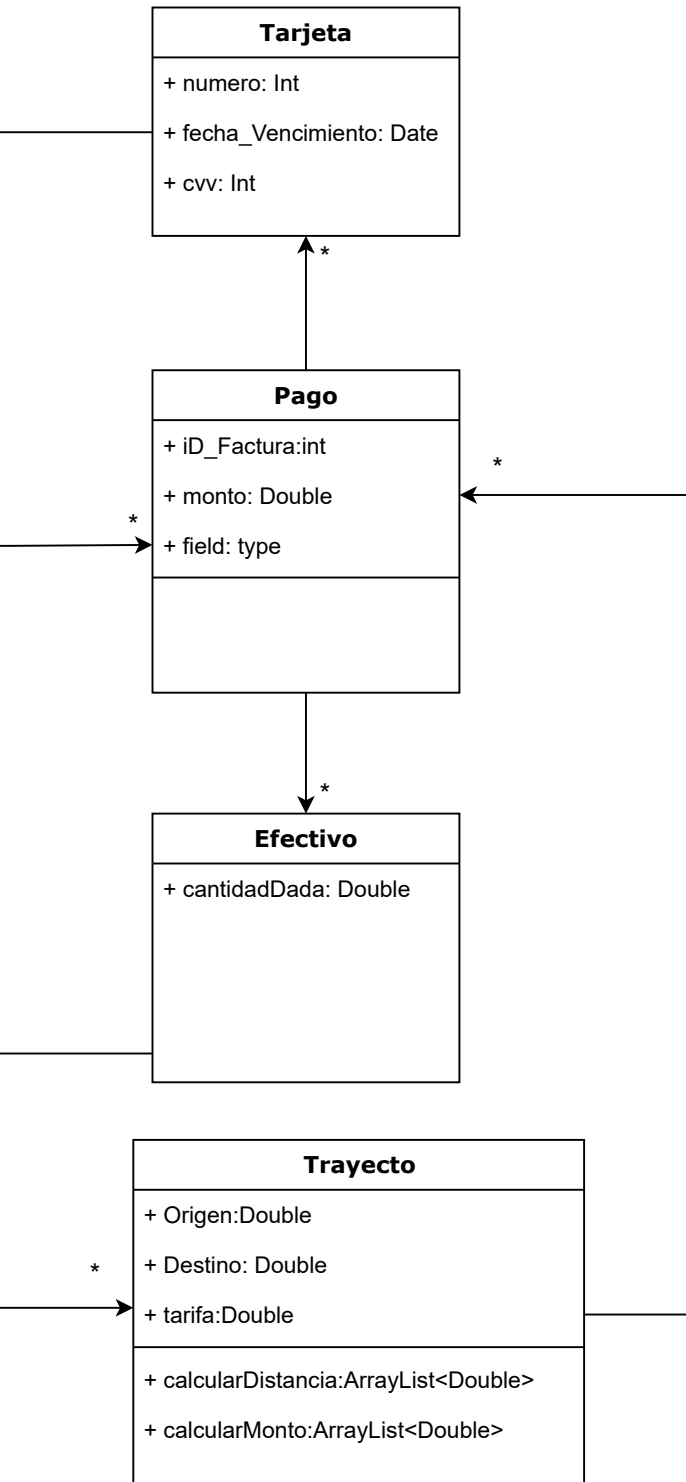 Tarjeta
+ numero: Int
+ fecha_Vencimiento: Date
+ cvv: Int
*
Pago
+ iD_Factura:int
*
+ monto: Double
*
+ field: type
*
Efectivo
+ cantidadDada: Double
Trayecto
+ Origen:Double
*
+ Destino: Double
+ tarifa:Double
+ calcularDistancia:ArrayList<Double>
+ calcularMonto:ArrayList<Double>